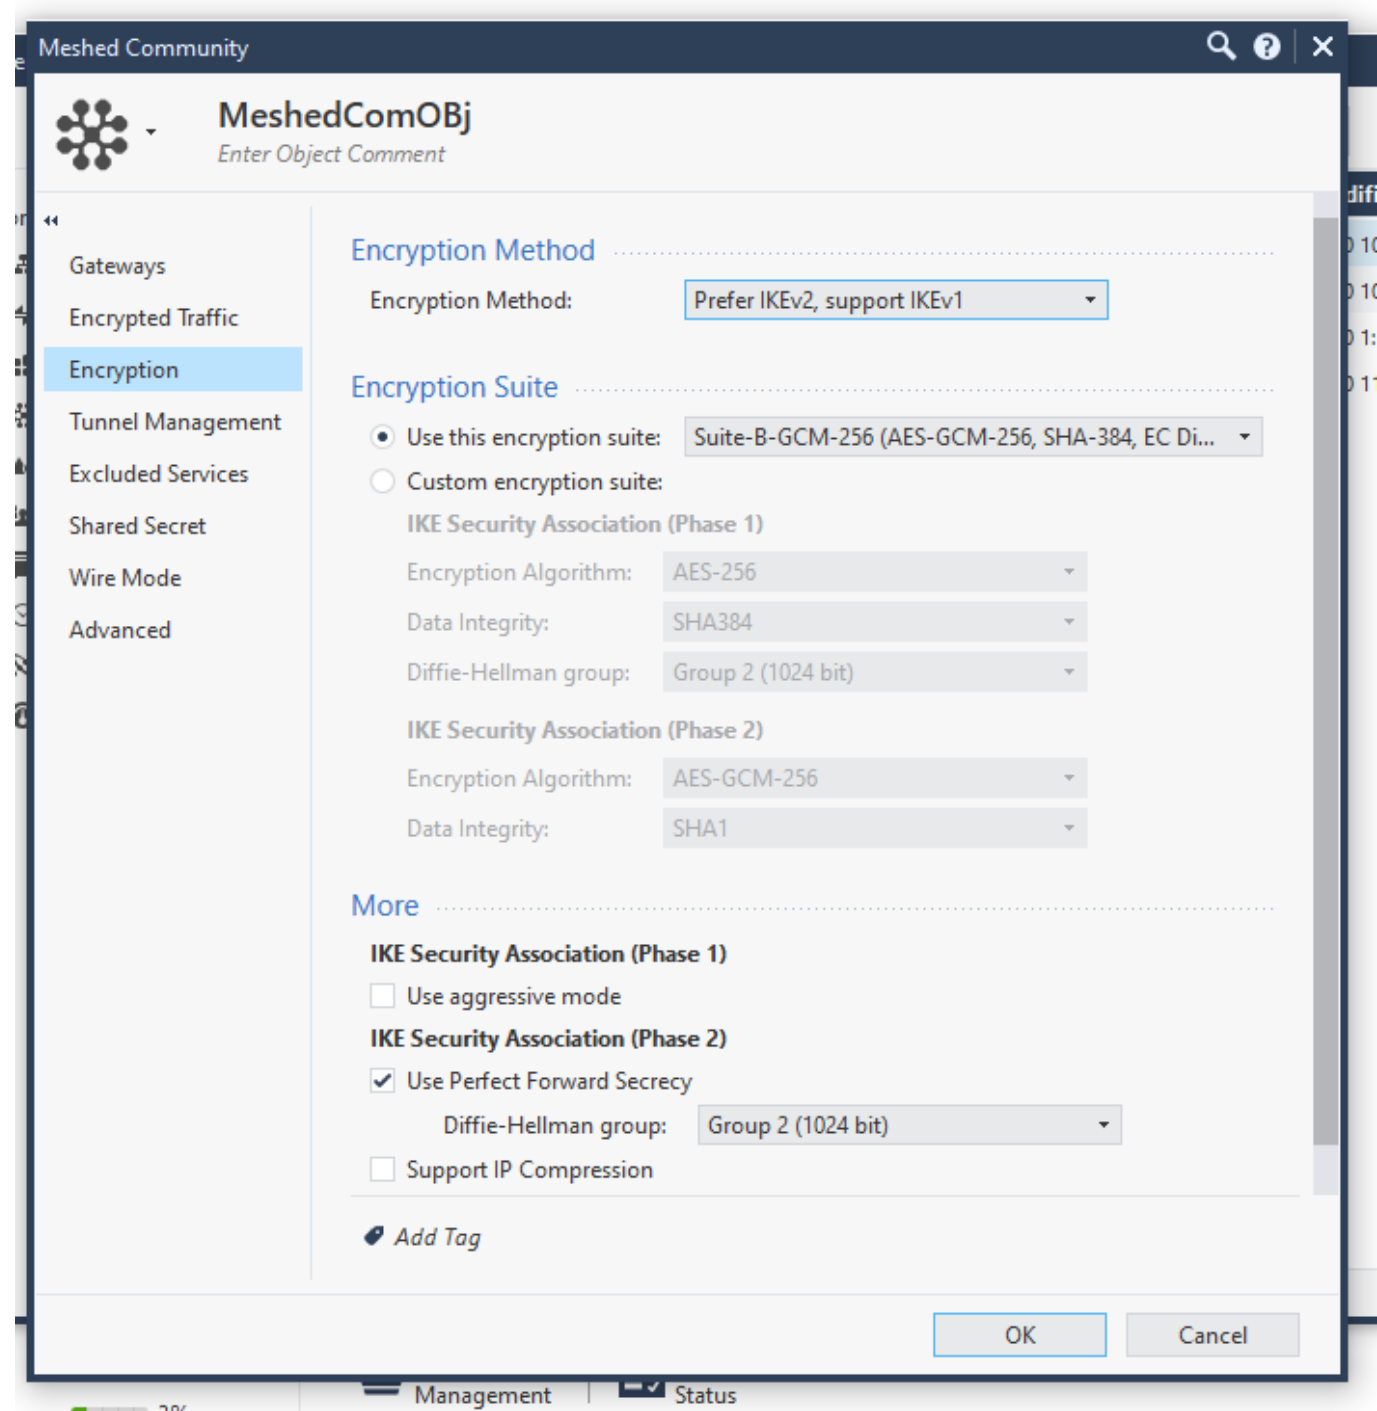 Meshed Community
MeshedComOBj
Enter Object Comment
Gateways
Encrypted Traffic
Encryption
Tunnel Management
Excluded Services
Shared Secret
Wire Mode
Advanced
Encryption Method
Encryption Method: Prefer IKEv2, support IKEv1
Encryption Suite
Use this encryption suite: Suite-B-GCM-256 (AES-GCM-256, SHA-384, EC Di...
Custom encryption suite:
IKE Security Association (Phase 1)
Encryption Algorithm: AES-256
Data Integrity: SHA384
Diffie-Hellman group: Group 2 (1024 bit)
IKE Security Association (Phase 2)
Encryption Algorithm: AES-GCM-256
Data Integrity: SHA1
More
IKE Security Association (Phase 1)
Use aggressive mode
IKE Security Association (Phase 2)
Use Perfect Forward Secrecy
Diffie-Hellman group: Group 2 (1024 bit)
Support IP Compression
Add Tag
OK Cancel
Management Status